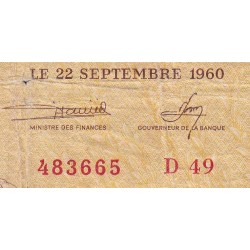 LE 22 SEPTEMBRE 1960
MINISTRE DES FINANCES GOUVERNEUR DE LA BANQUE
483665 D 49